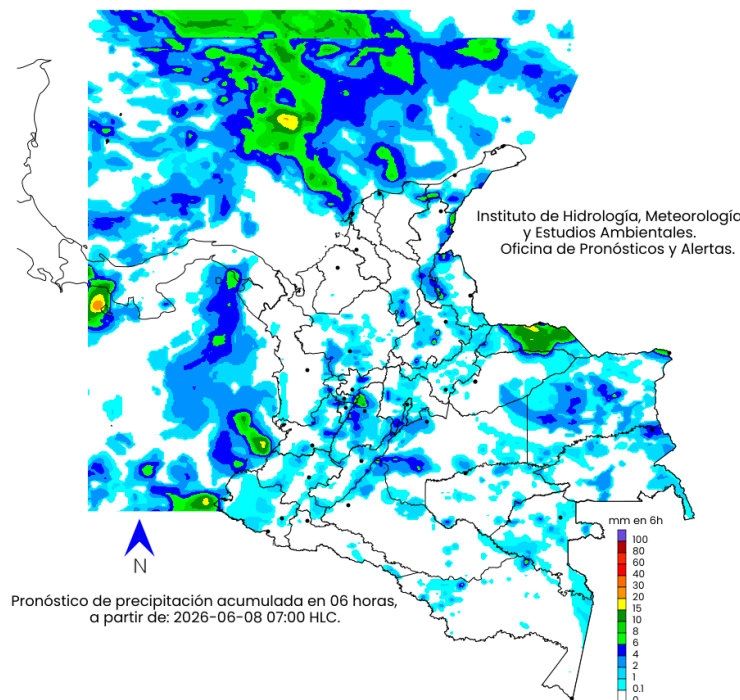 Instituto de Hidrología, Meteorología
y Estudios Ambientales.
Oficina de Pronósticos y Alertas.
N
Pronóstico de precipitación acumulada en 06 horas,
a partir de: 2026-06-08 07:00 HLC.
mm en 6h
100
80
60
40
30
20
15
10
8
6
4
2
1
0.1
0